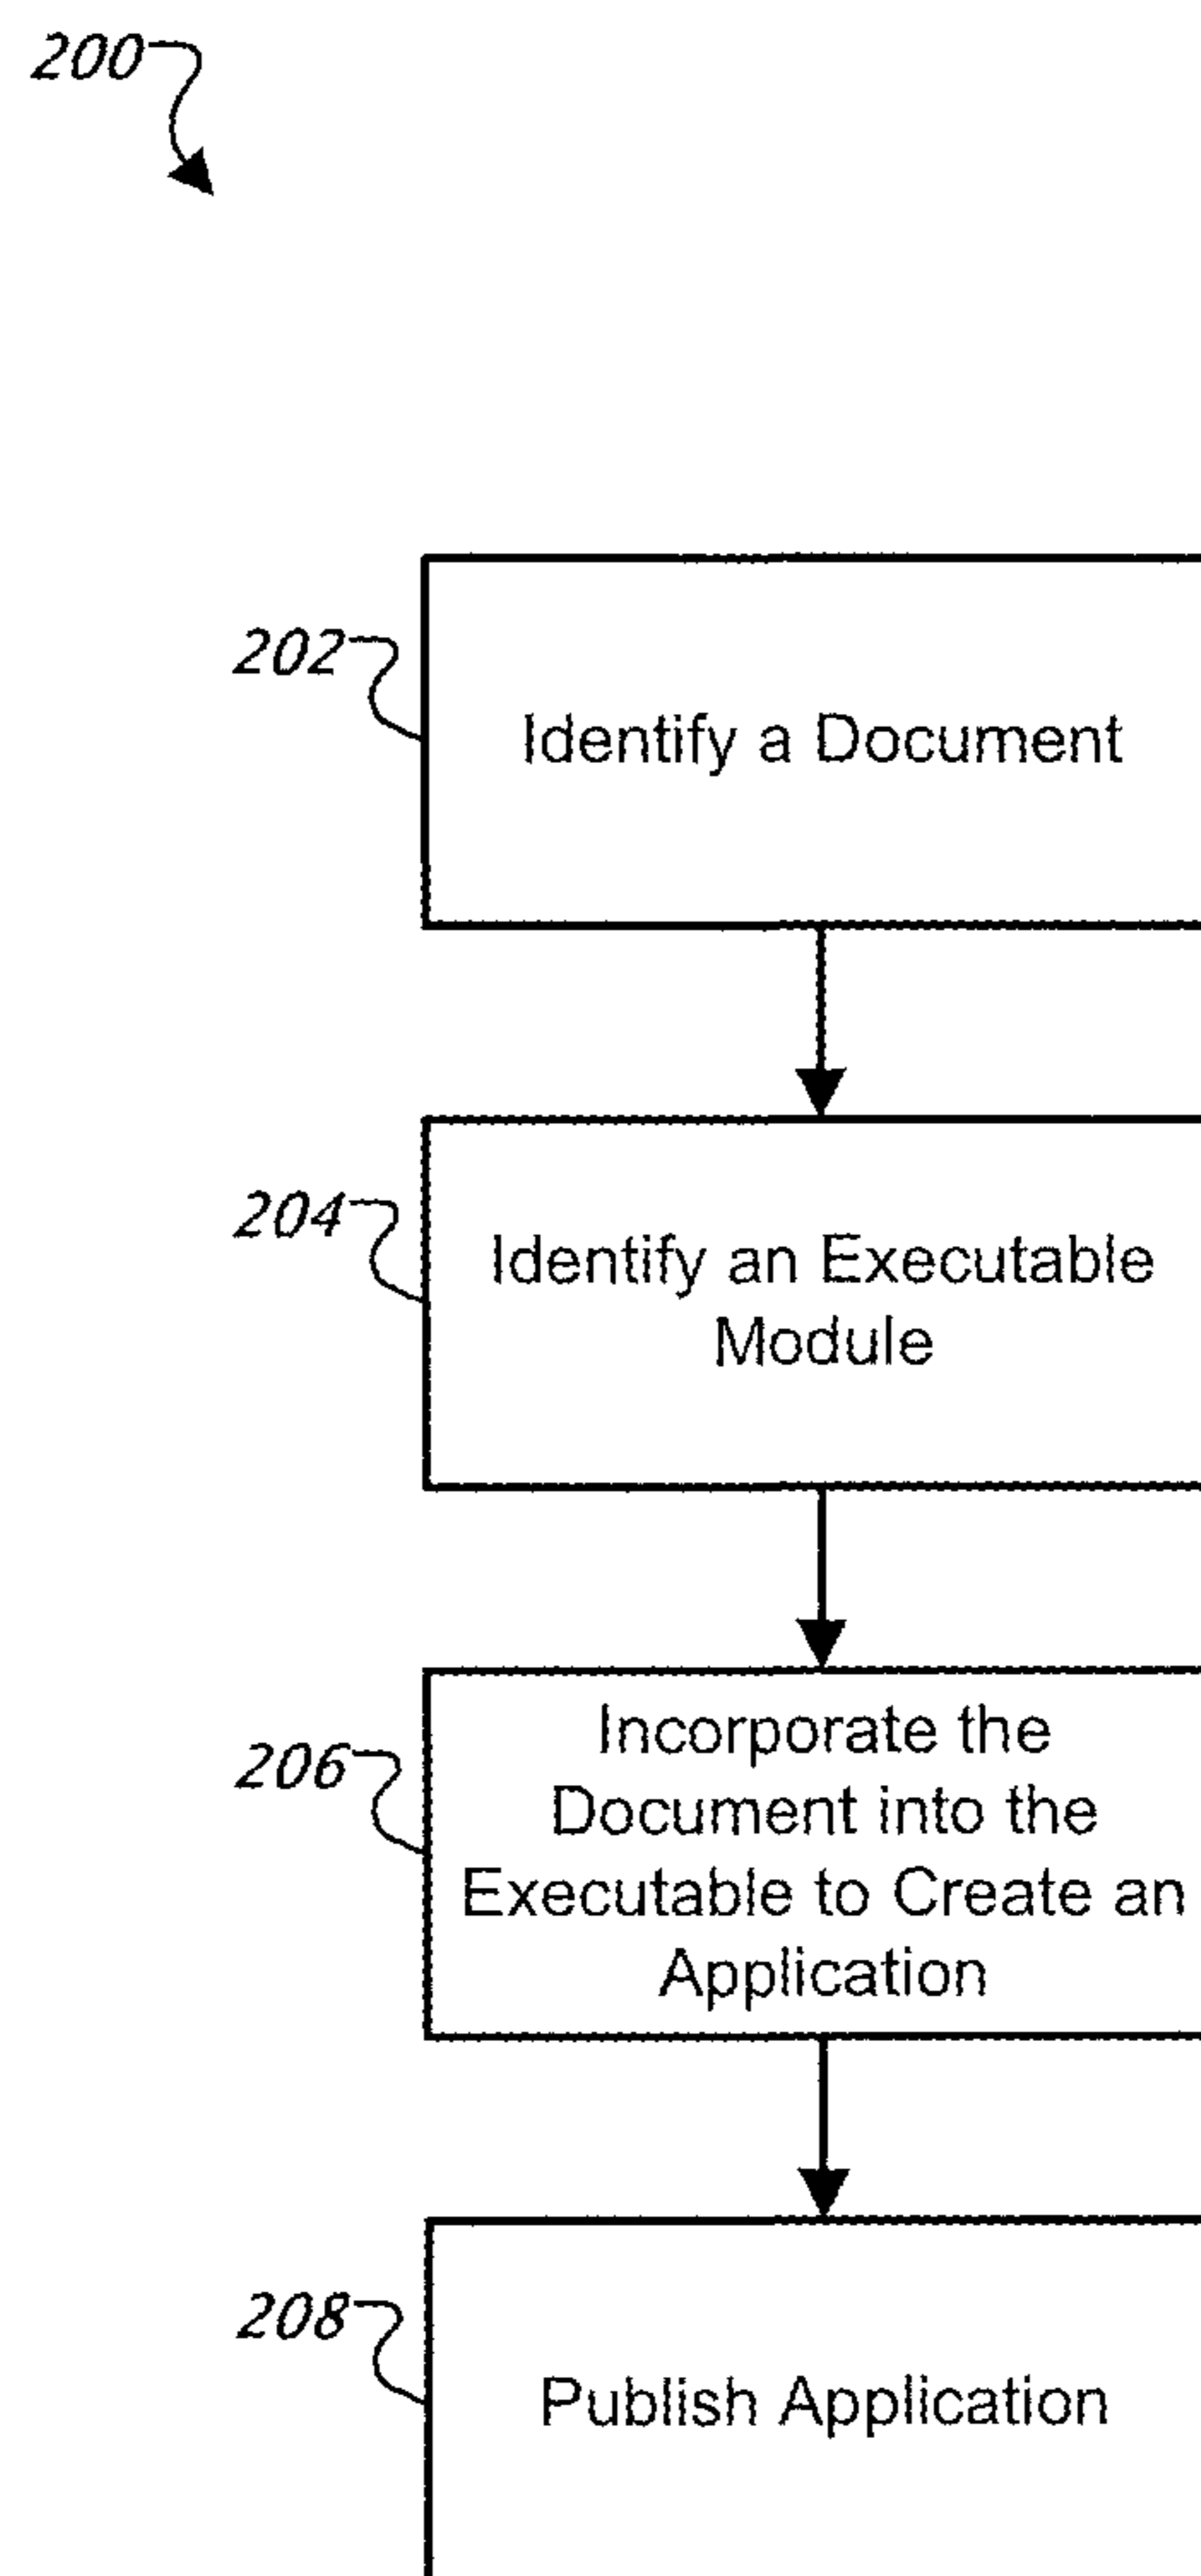 200
202
Identify a Document
204
Identify an Executable
Module
206
Incorporate the
Document into the
Executable to Create an
Application
208
Publish Application